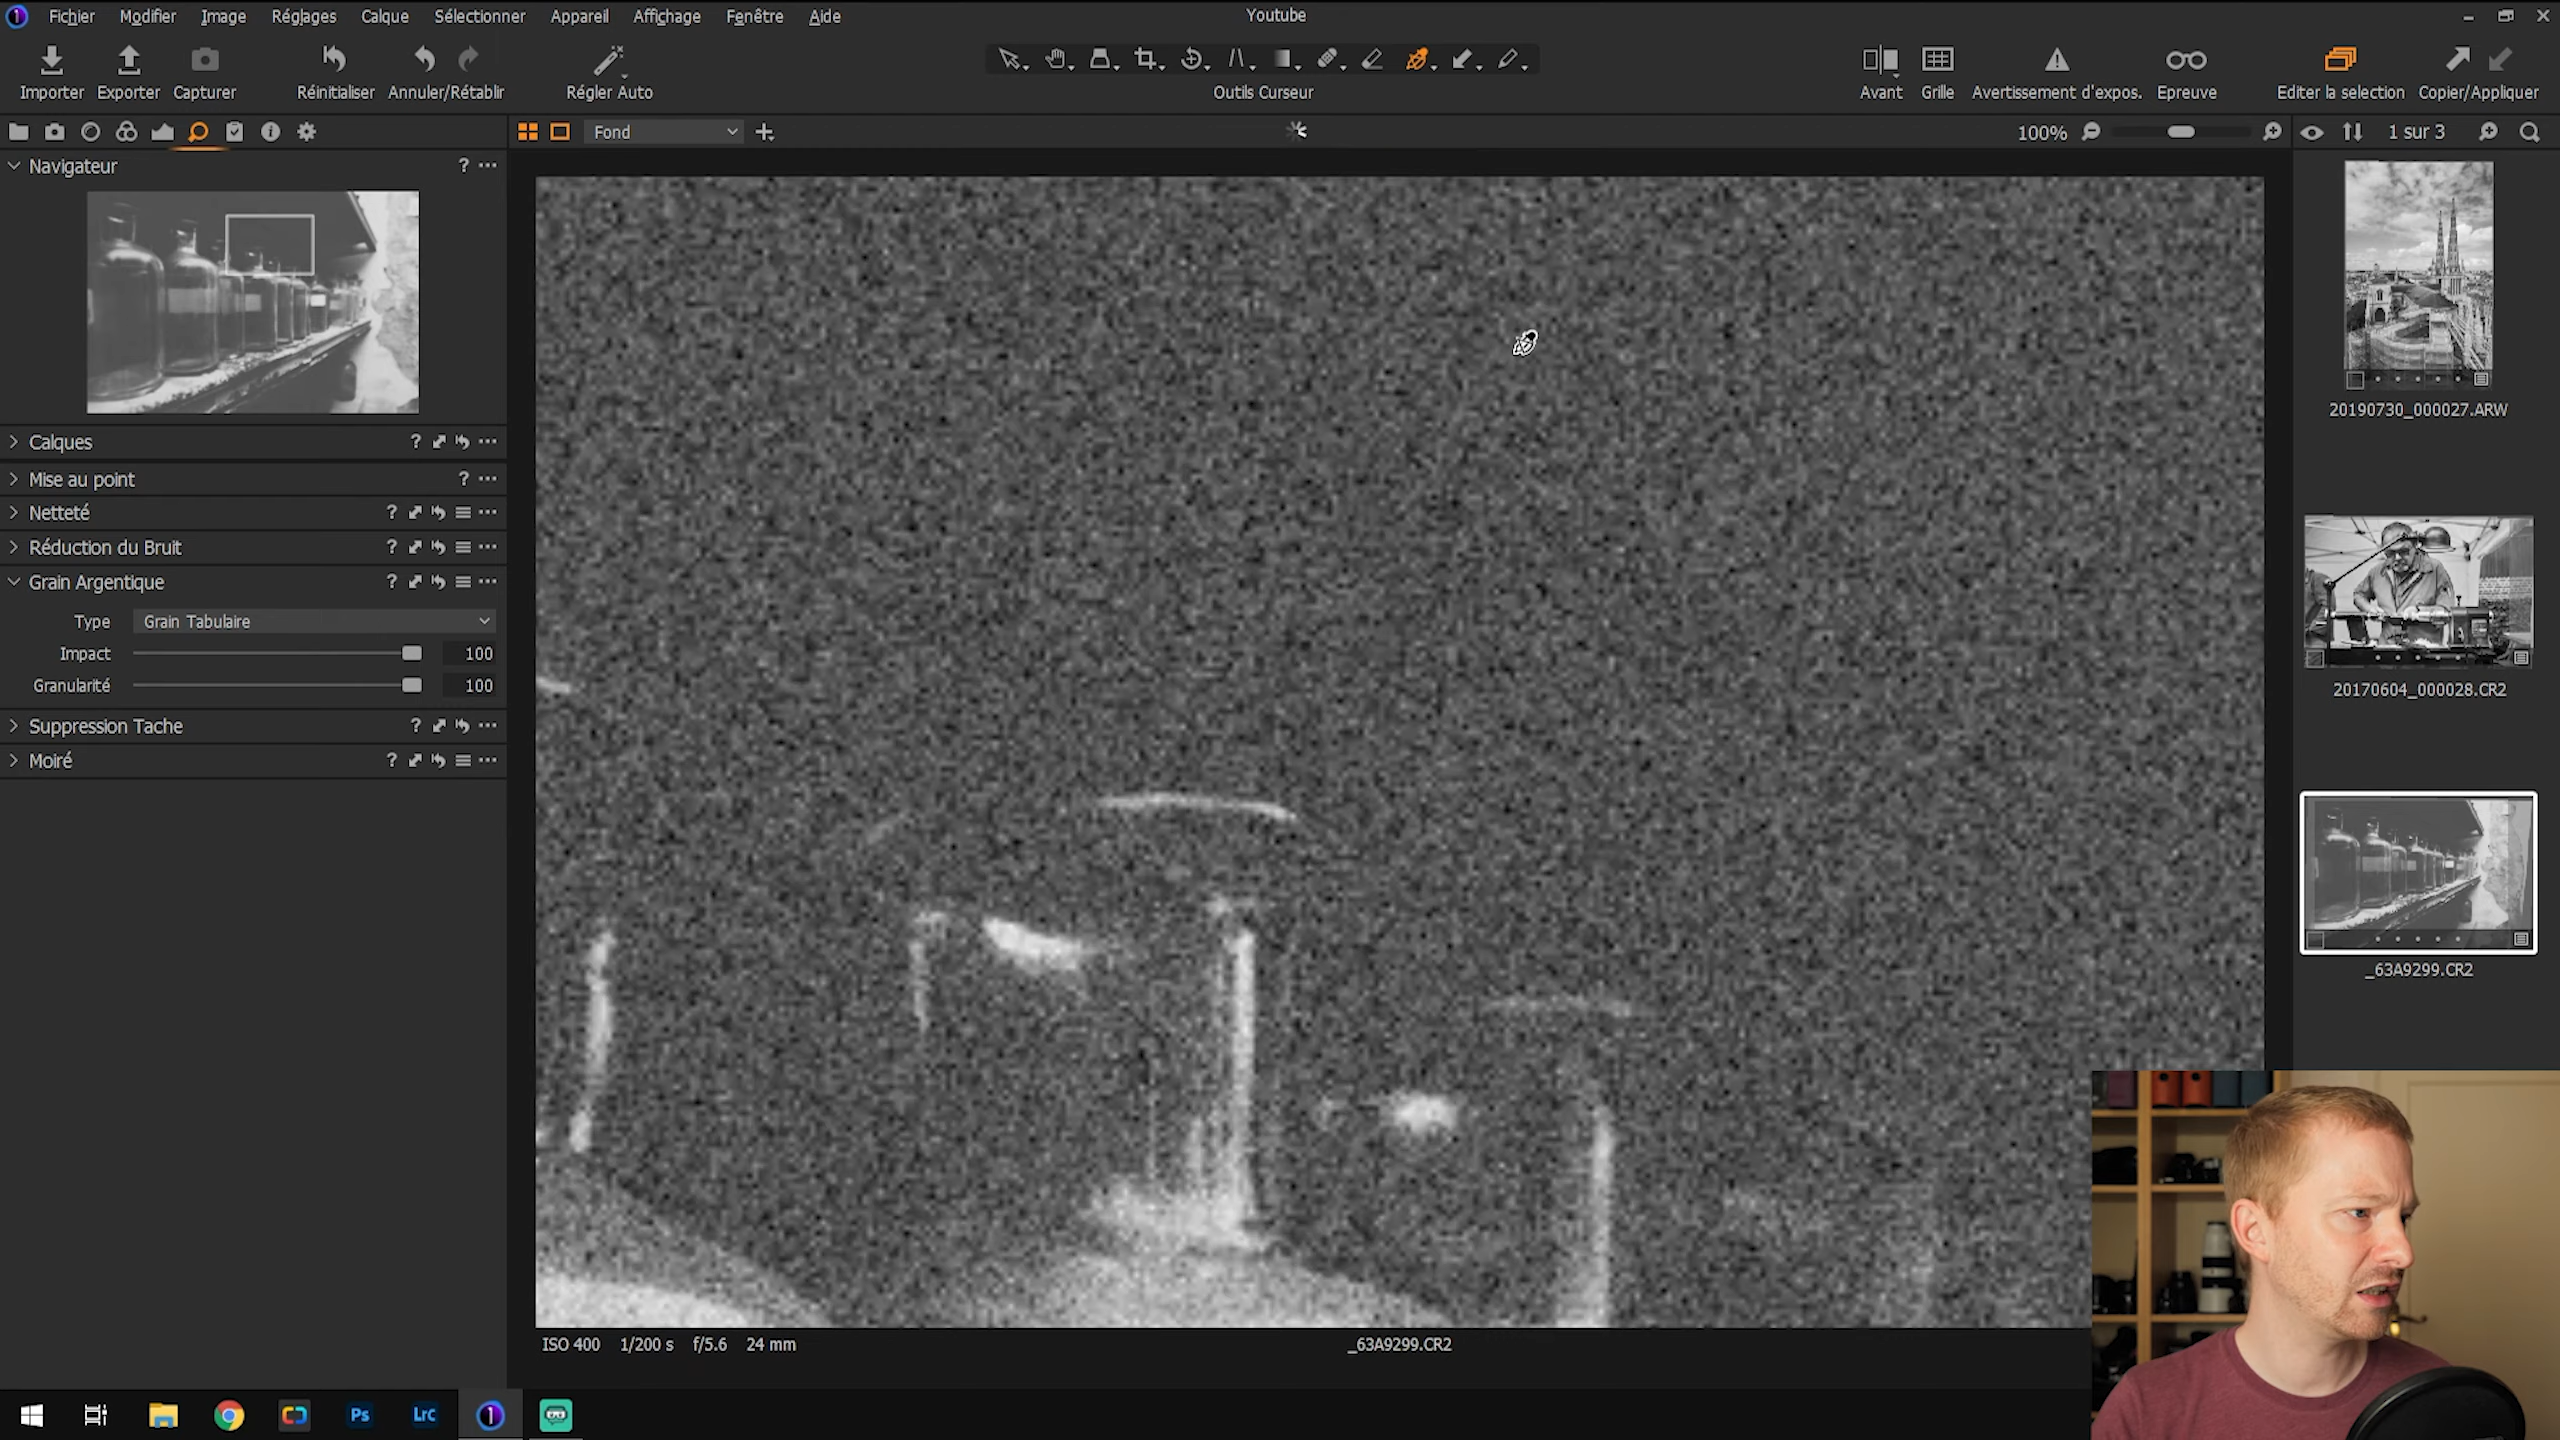 Fichier Modifier Image Réglages Calque Sélectionner Appareil Affichage Fenêtre Aide
Youtube
Importer Exporter Capturer Réinitialiser Annuler/Rétablir Régler Auto
Outils Curseur
Avant Grille Avertissement d'expos. Epreuve Editer la selection Copier/Appliquer
Fond
100%
1 sur 3
Navigateur
Calques
Mise au point
Netteté
Réduction du Bruit
Grain Argentique
Type Grain Tabulaire
Impact 100
Granularité 100
Suppression Tache
Moiré
20190730_000027.ARW
20170604_000028.CR2
_63A9299.CR2
ISO 400 1/200 s f/5.6 24 mm
_63A9299.CR2
Ps
LrC